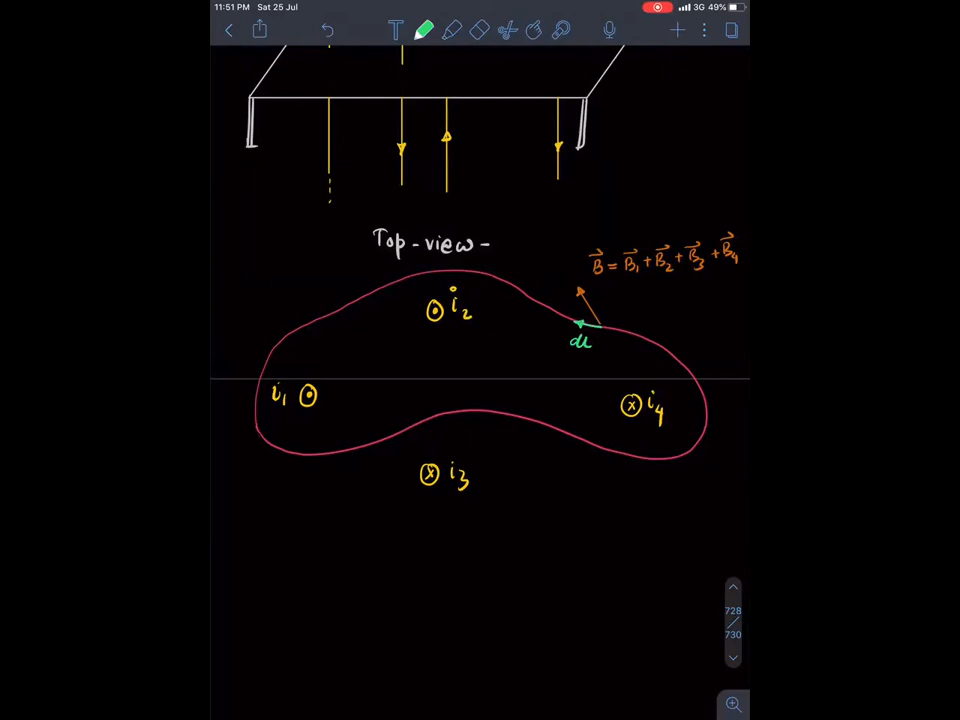 11:51 PM Sat 25 Jul
3G 49%
T
Top-view-
B⃗ = B⃗₁ + B⃗₂ + B⃗₃ + B⃗₄
i₂
dl
i₁
i₄
i₃
728
730